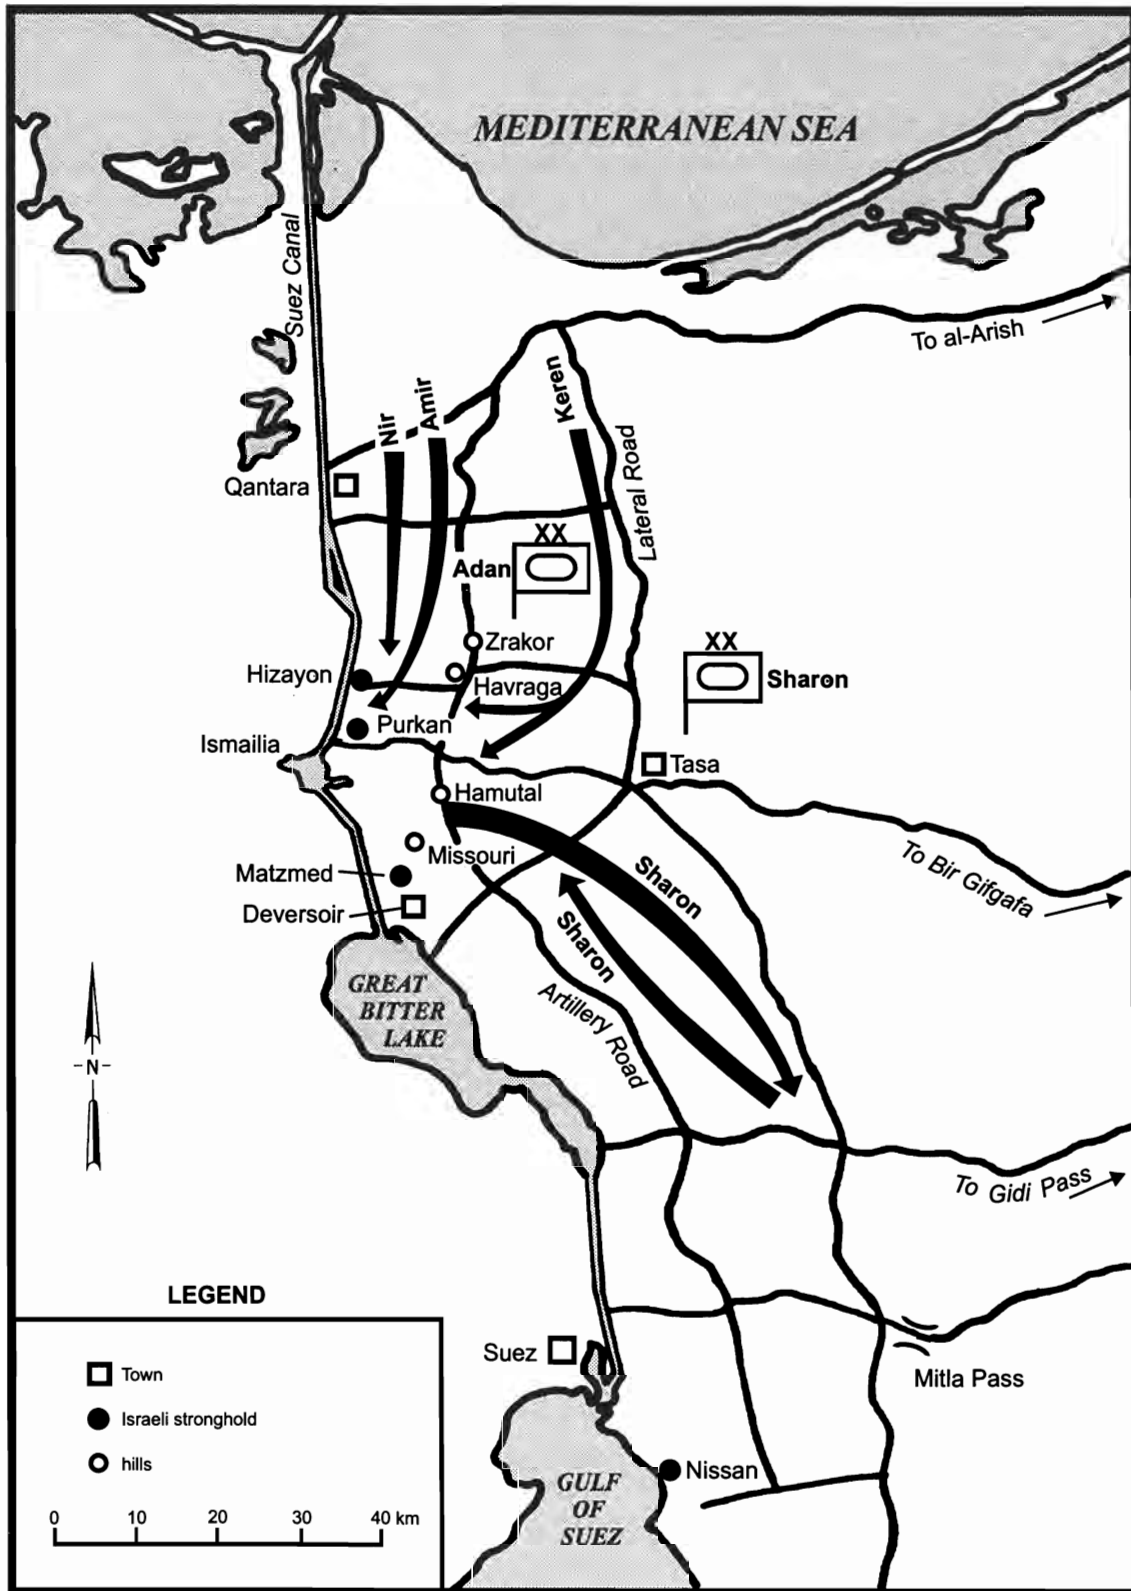 MEDITERRANEAN SEA
Suez Canal
To al-Arish
Nir
Amir
Keren
Lateral Road
Qantara
XX
Adan
Zrakor
XX
Sharon
Hizayon
Havraga
Purkan
Ismailia
Tasa
Hamutal
Missouri
To Bir Gifgafa
Matzmed
Sharon
Deversoir
Sharon
GREAT
BITTER
LAKE
Artillery Road
-N-
To Gidi Pass
LEGEND
Suez
Mitla Pass
Town
Israeli stronghold
hills
Nissan
GULF
OF
SUEZ
0 10 20 30 40 km